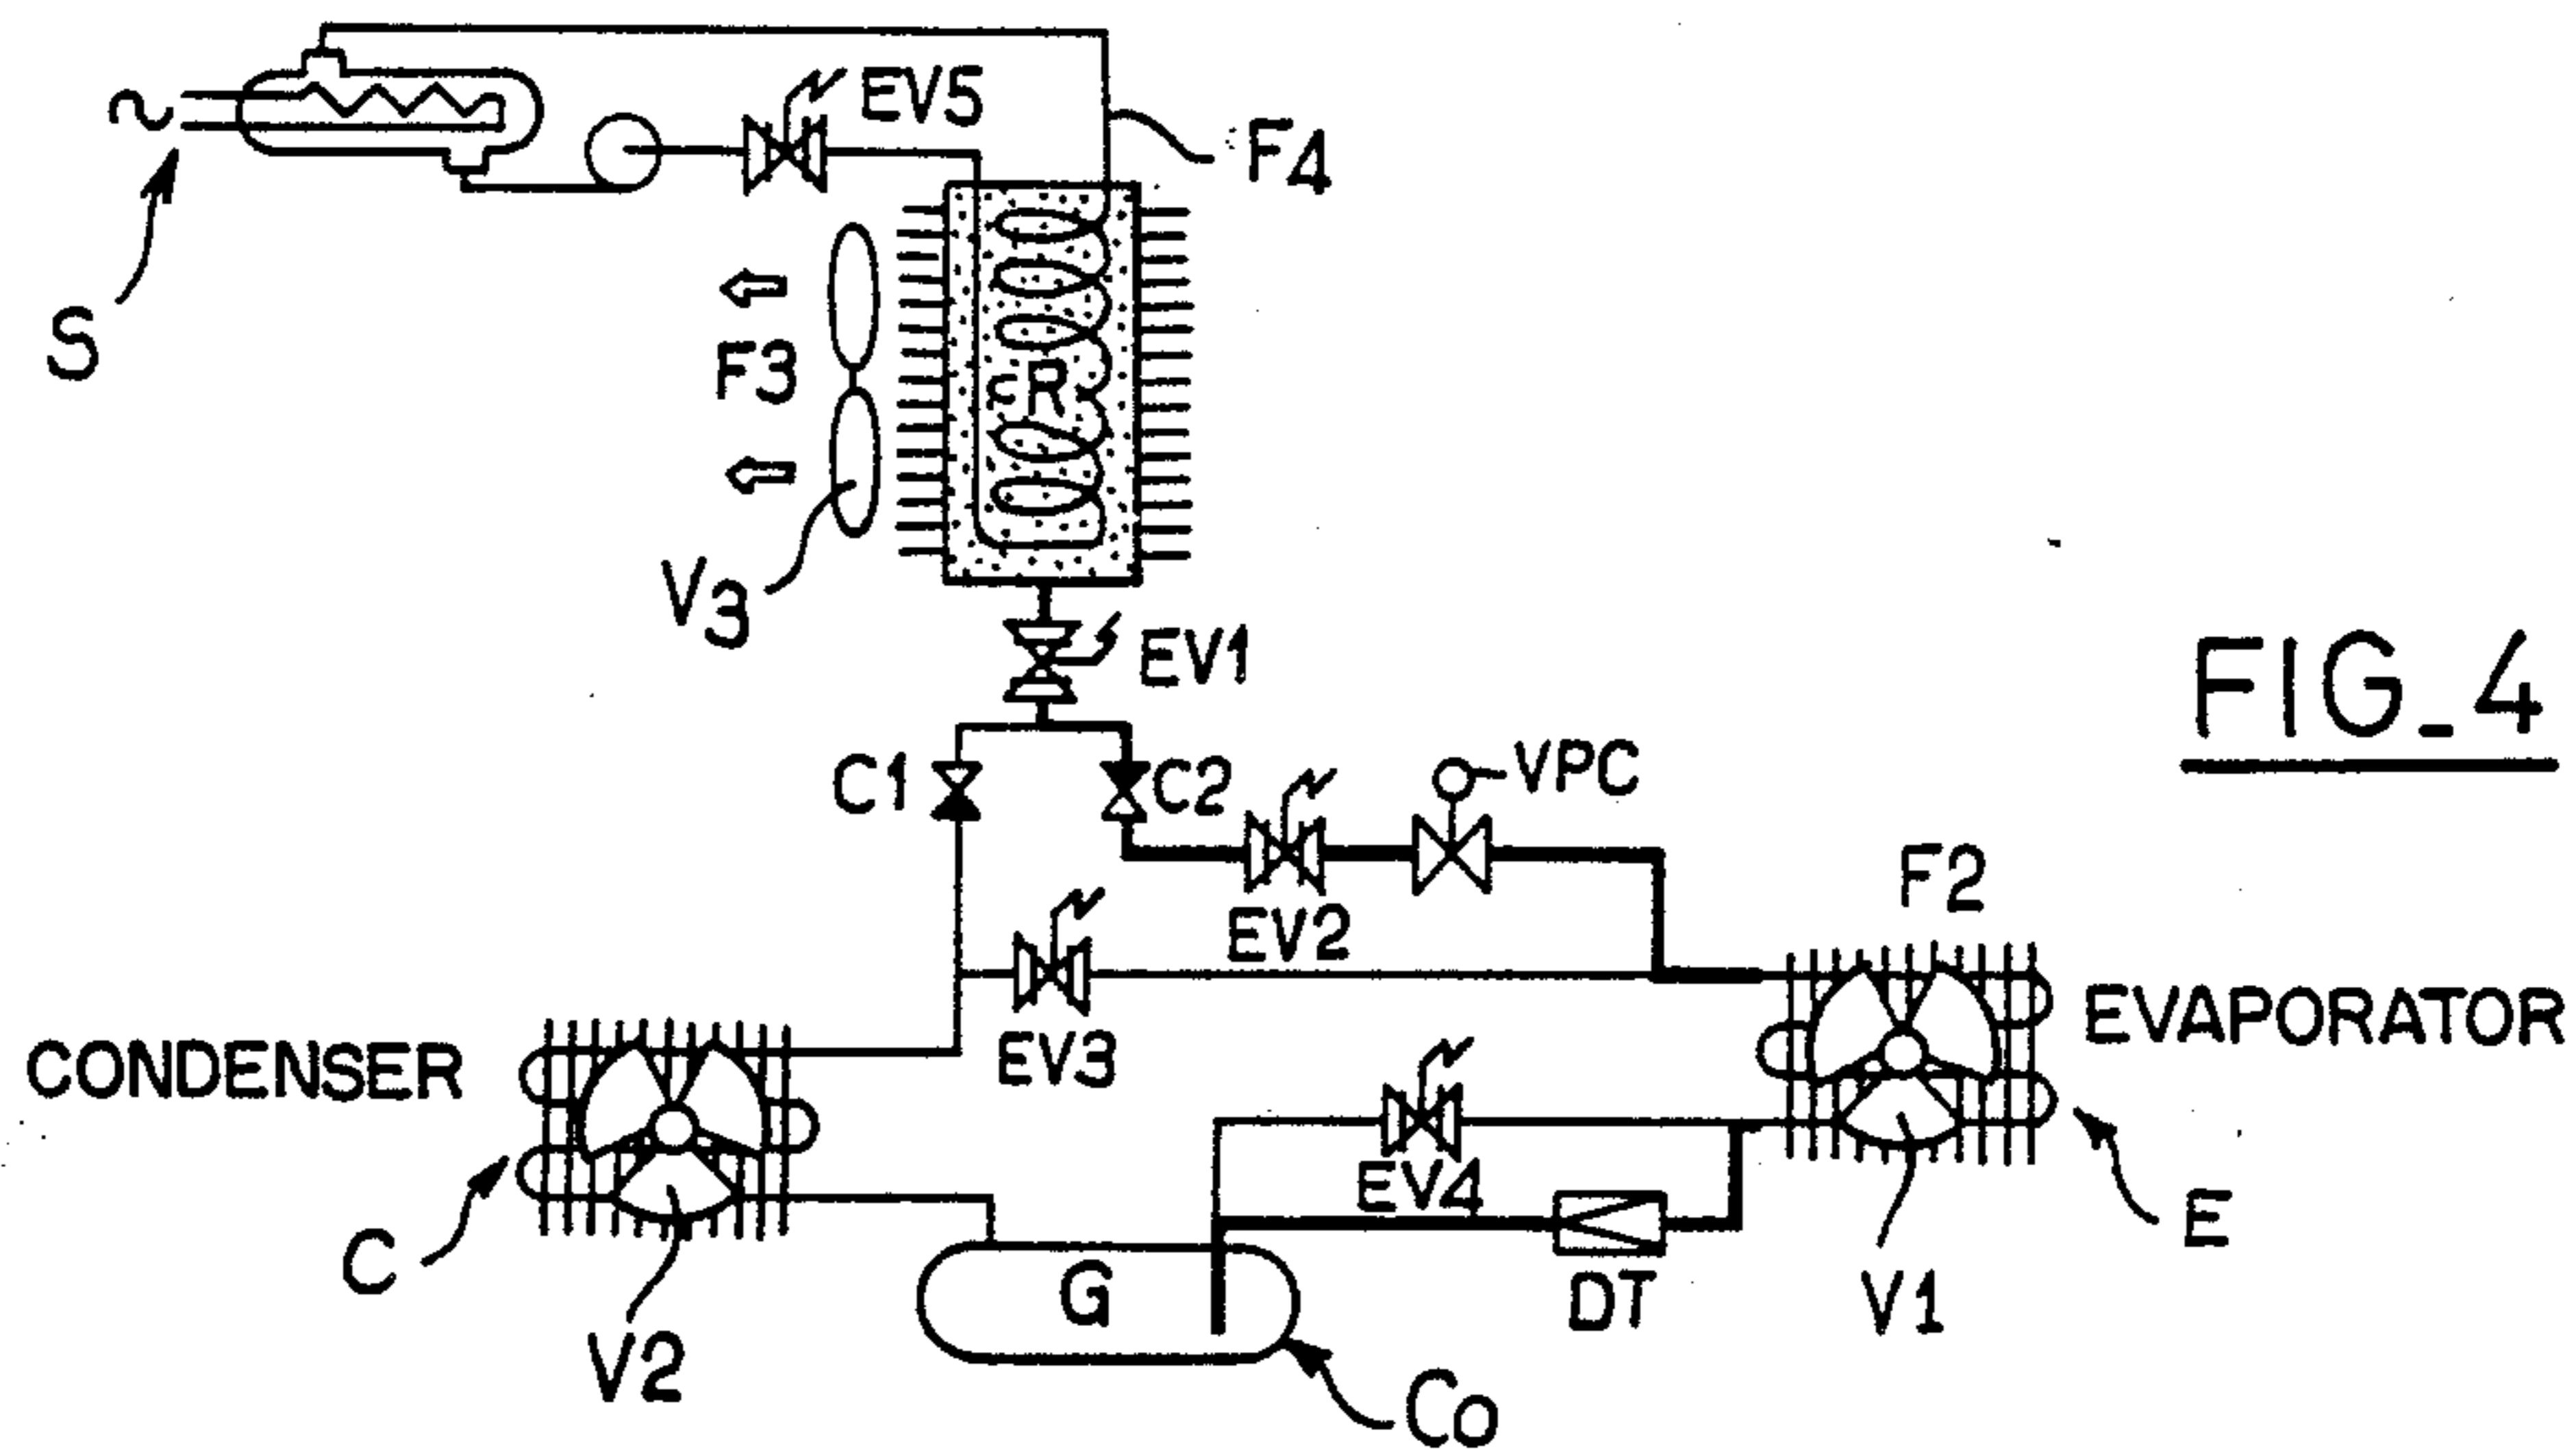 EV5
F4
S
F3
R
V3
EV1
FIG_4
C1
C2
VPC
EV2
F2
EV3
EVAPORATOR
CONDENSER
EV4
C
E
G
DT
V1
V2
Co